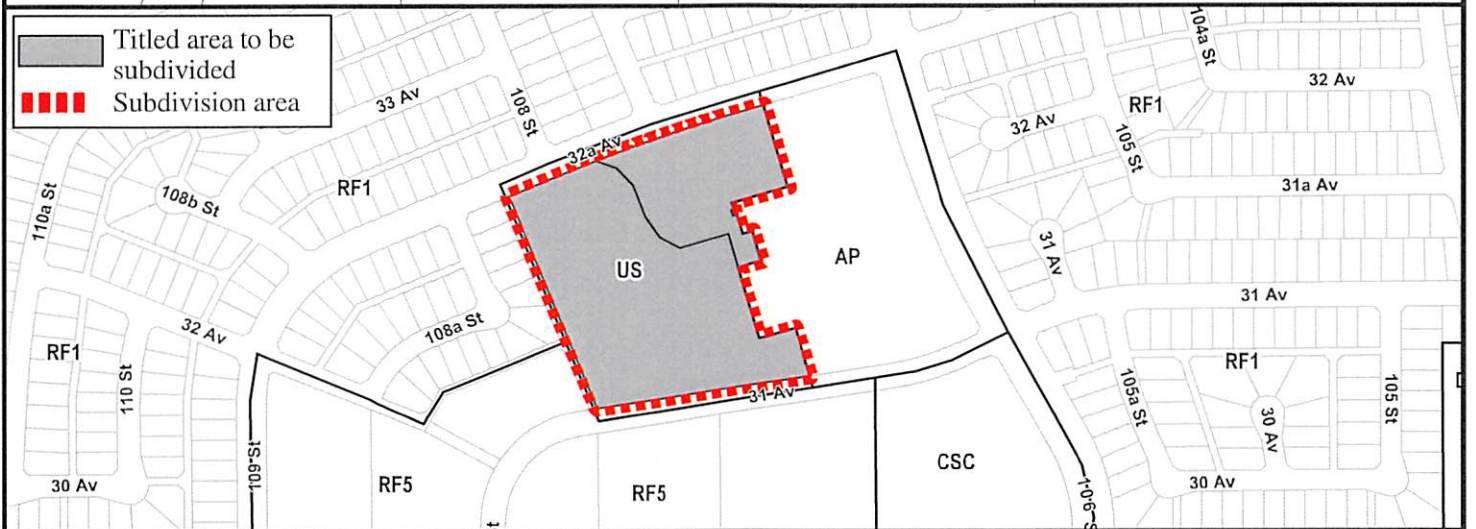 Titled area to be
subdivided
Subdivision area
104a St
32 Av
33 Av
108 St
RF1
32 Av
105 St
32a Av
RF1
108b St
31a Av
110a St
31 Av
AP
US
31 Av
32 Av
108a St
RF1
RF1
110 St
31 Av
105a St
105 St
30 Av
109 St
CSC
30 Av
RF5
RF5
30 Av
t
106 S